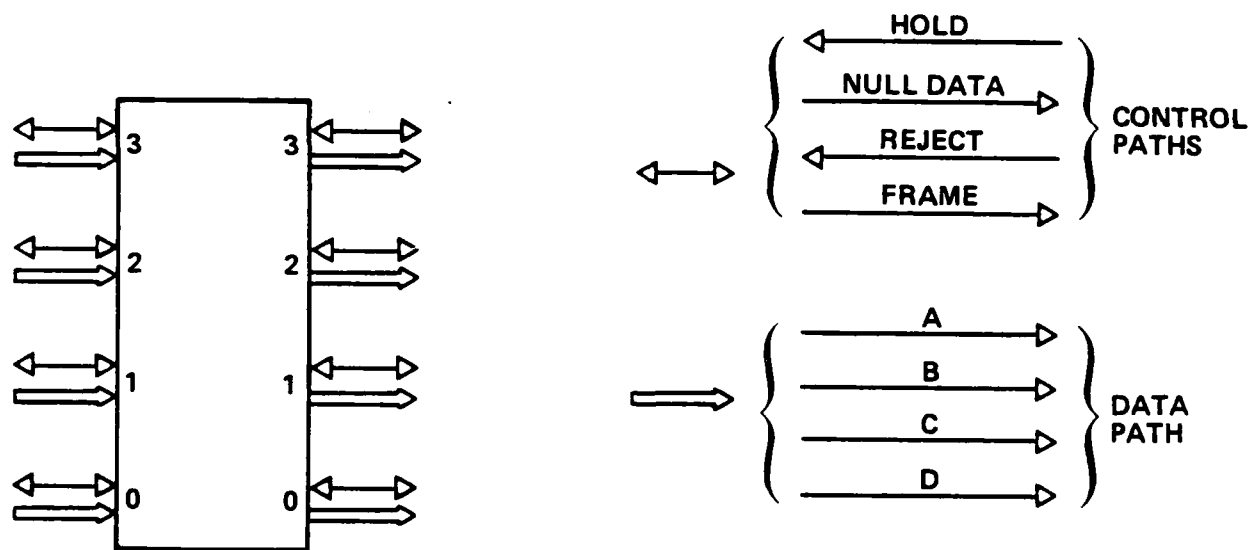 3 3
2 2
1 1
0 0
HOLD
NULL DATA
REJECT
FRAME
CONTROL
PATHS
A
B
C
D
DATA
PATH